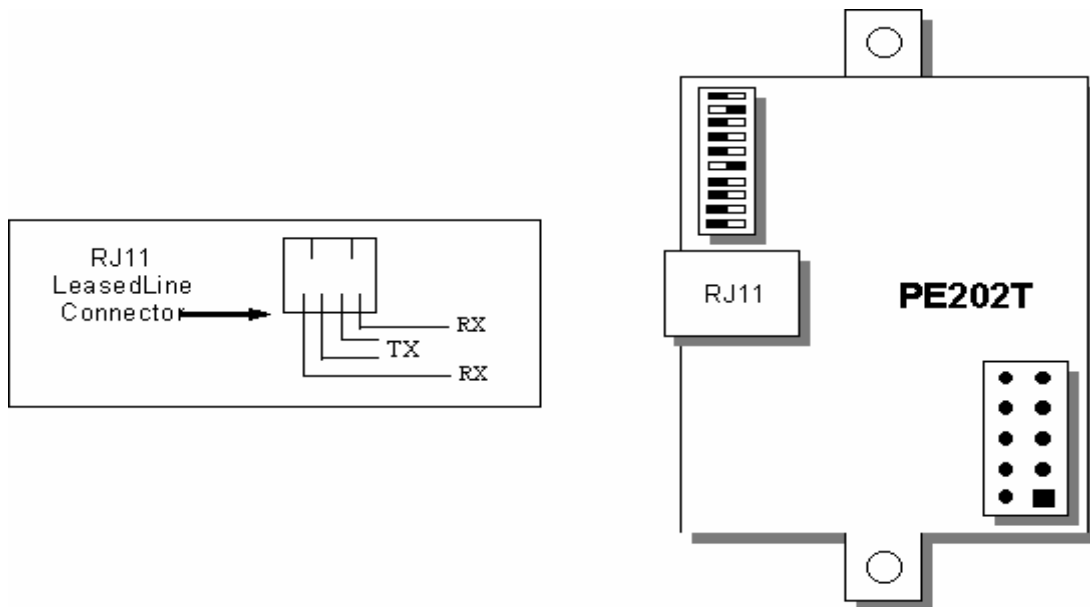 RJ11
LeasedLine
Connector
RX
TX
RX
RJ11
PE202T